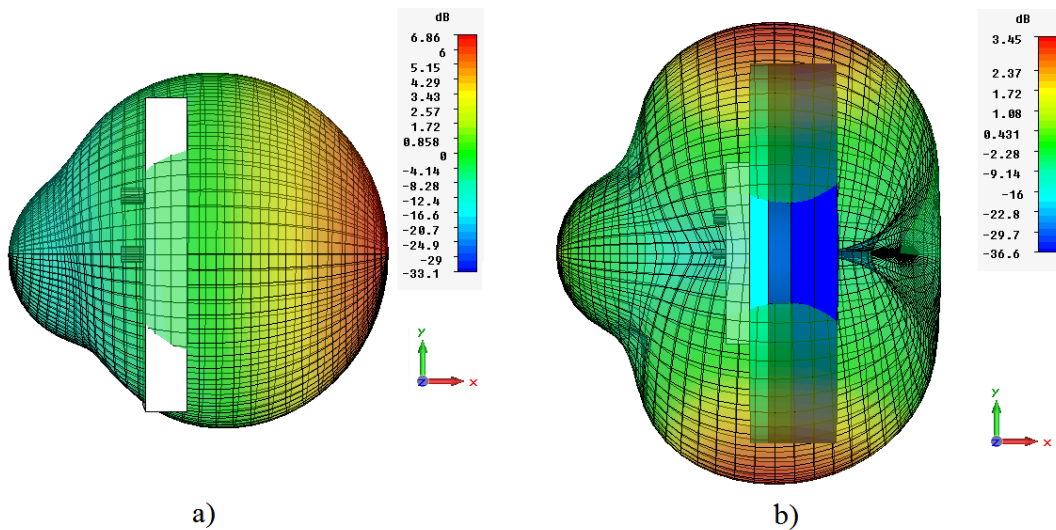 dB
6.86
6
5.15
4.29
3.43
2.57
1.72
0.858
0
-4.14
-8.28
-12.4
-16.6
-20.7
-24.9
-29
-33.1
y
z
x
a)
dB
3.45
2.37
1.72
1.08
0.431
-2.28
-9.14
-16
-22.8
-29.7
-36.6
y
z
x
b)